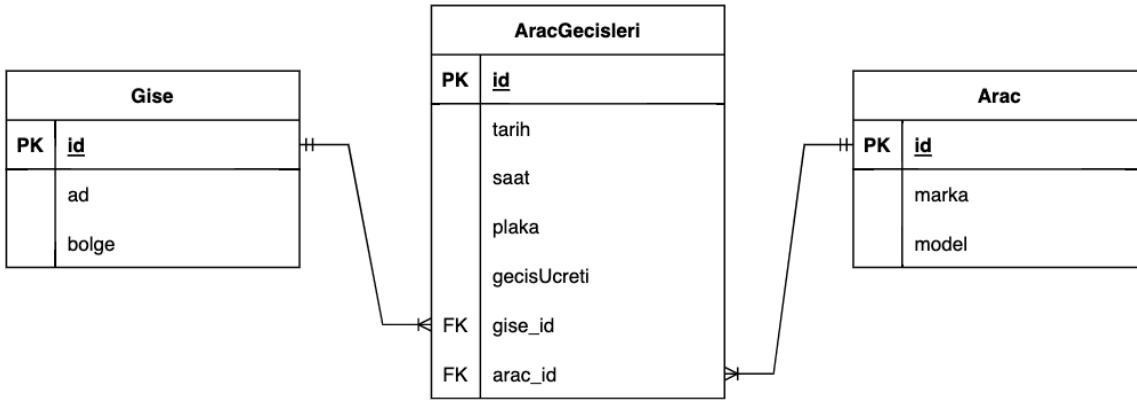 Gise
PK id
ad
bolge
AracGecisleri
PK id
tarih
saat
plaka
gecisUcreti
FK gise_id
FK arac_id
Arac
PK id
marka
model